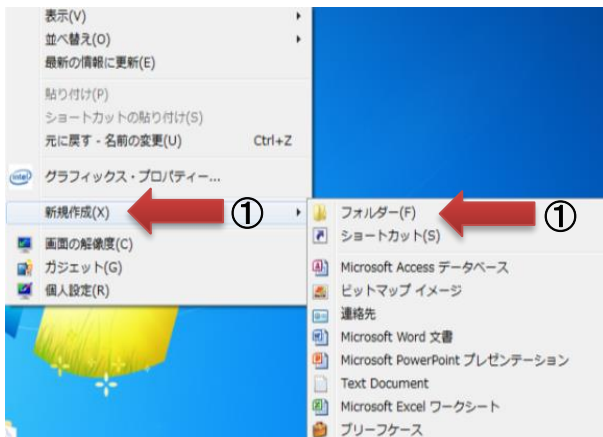 表示(V)
並べ替え(O)
最新の情報に更新(E)
貼り付け(P)
ショートカットの貼り付け(S)
元に戻す - 名前の変更(U) Ctrl+Z
intel グラフィックス・プロパティー...
新規作成(X) ①
画面の解像度(C)
ガジェット(G)
個人設定(R)
フォルダー(F) ①
ショートカット(S)
Microsoft Access データベース
ビットマップ イメージ
連絡先
Microsoft Word 文書
Microsoft PowerPoint プレゼンテーション
Text Document
Microsoft Excel ワークシート
ブリーフケース